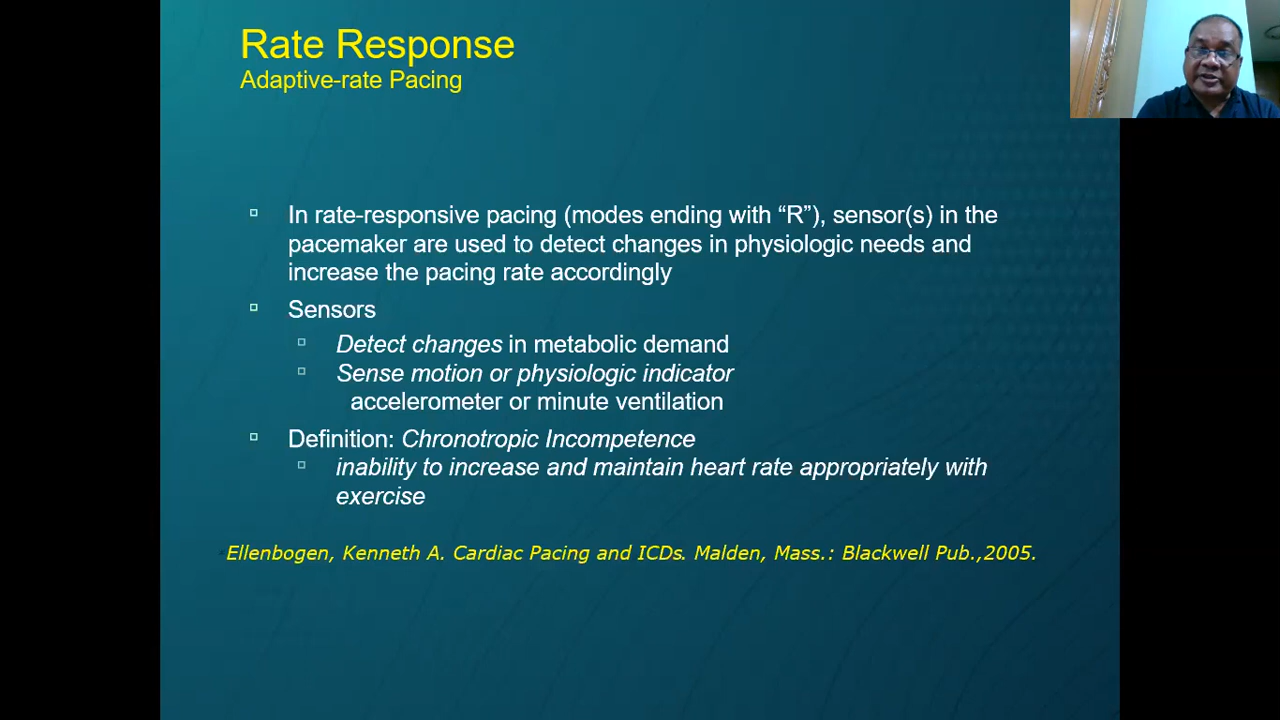 Rate Response
Adaptive-rate Pacing
In rate-responsive pacing (modes ending with “R”), sensor(s) in the
pacemaker are used to detect changes in physiologic needs and
increase the pacing rate accordingly
Sensors
Detect changes in metabolic demand
Sense motion or physiologic indicator
accelerometer or minute ventilation
Definition: Chronotropic Incompetence
inability to increase and maintain heart rate appropriately with
exercise
Ellenbogen, Kenneth A. Cardiac Pacing and ICDs. Malden, Mass.: Blackwell Pub.,2005.